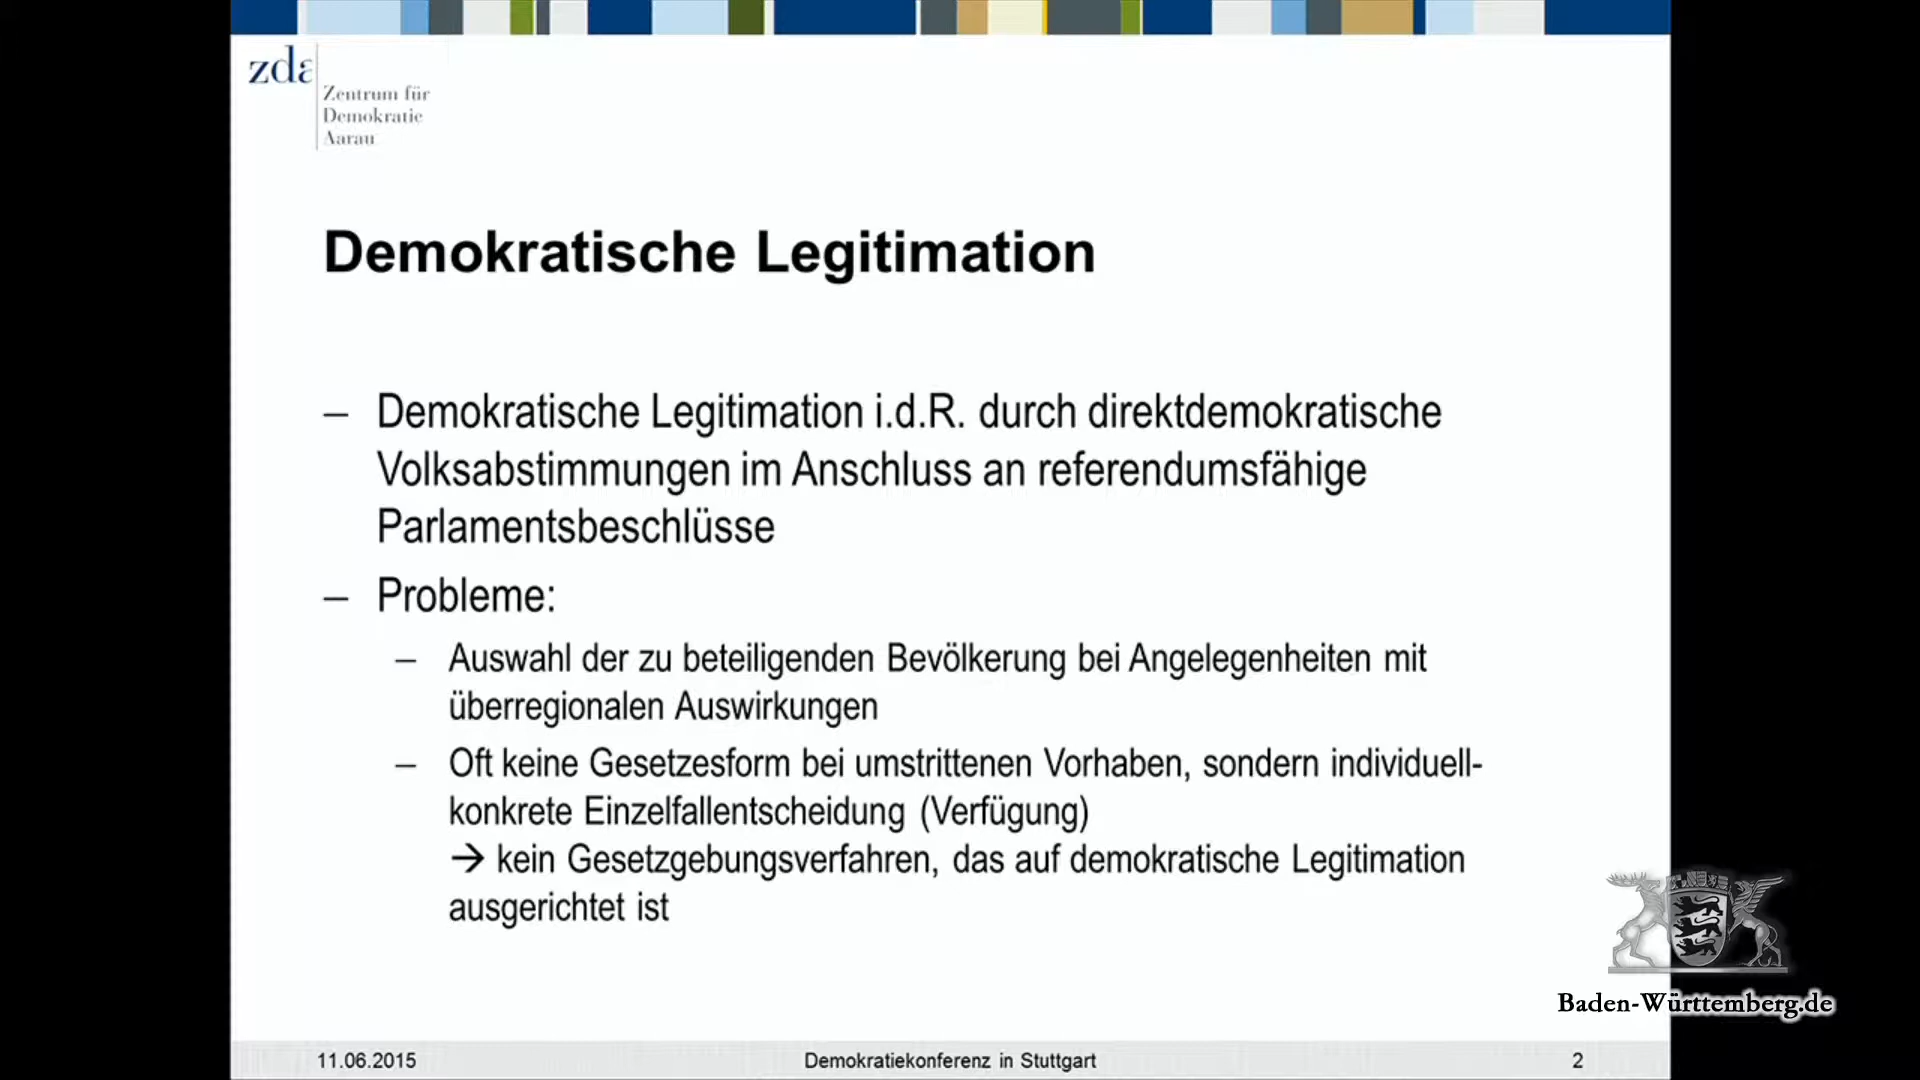 zda
Zentrum für
Demokratie
Aarau
Demokratische Legitimation
– Demokratische Legitimation i.d.R. durch direktdemokratische
Volksabstimmungen im Anschluss an referendumsfähige
Parlamentsbeschlüsse
– Probleme:
– Auswahl der zu beteiligenden Bevölkerung bei Angelegenheiten mit
überregionalen Auswirkungen
– Oft keine Gesetzesform bei umstrittenen Vorhaben, sondern individuell-
konkrete Einzelfallentscheidung (Verfügung)
→ kein Gesetzgebungsverfahren, das auf demokratische Legitimation
ausgerichtet ist
Baden-Württemberg.de
11.06.2015 Demokratiekonferenz in Stuttgart 2